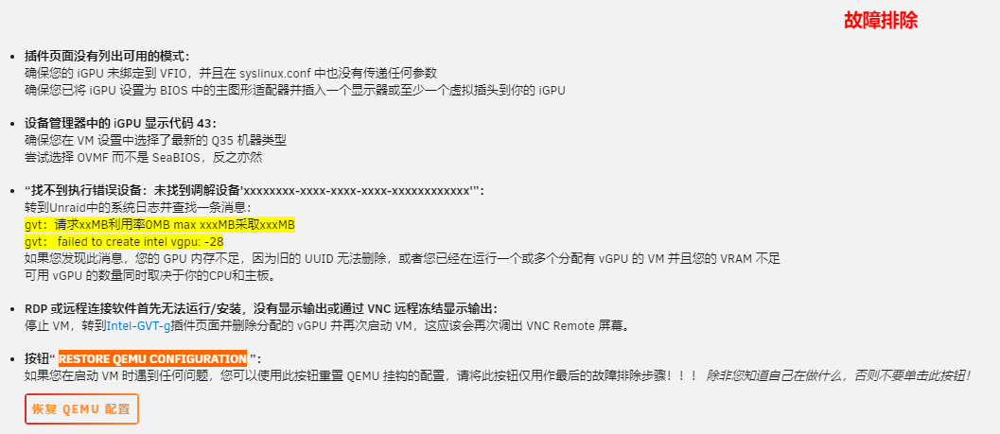 故障排除
插件页面没有列出可用的模式：
确保您的 iGPU 未绑定到 VFIO，并且在 syslinux.conf 中也没有传递任何参数
确保您已将 iGPU 设置为 BIOS 中的主图形适配器并插入一个显示器或至少一个虚拟插头到你的 iGPU
设备管理器中的 iGPU 显示代码 43：
确保您在 VM 设置中选择了最新的 Q35 机器类型
尝试选择 OVMF 而不是 SeaBIOS，反之亦然
“找不到执行错误设备：未找到调解设备'xxxxxxxx-xxxx-xxxx-xxxx-xxxxxxxxxxxx'”：
转到Unraid中的系统日志并查找一条消息：
gvt：请求xxMB利用率0MB max xxxMB采取xxxMB
gvt： failed to create intel vgpu: -28
如果您发现此消息，您的 GPU 内存不足，因为旧的 UUID 无法删除，或者您已经在运行一个或多个分配有 vGPU 的 VM 并且您的 VRAM 不足
可用 vGPU 的数量同时取决于你的CPU和主板。
RDP 或远程连接软件首先无法运行/安装，没有显示输出或通过 VNC 远程冻结显示输出：
停止 VM，转到Intel-GVT-g插件页面并删除分配的 vGPU 并再次启动 VM，这应该会再次调出 VNC Remote 屏幕。
按钮“ RESTORE QEMU CONFIGURATION ”：
如果您在启动 VM 时遇到任何问题，您可以使用此按钮重置 QEMU 挂钩的配置，请将此按钮仅用作最后的故障排除步骤！！！ 除非您知道自己在做什么，否则不要单击此按钮！
恢复 QEMU 配置